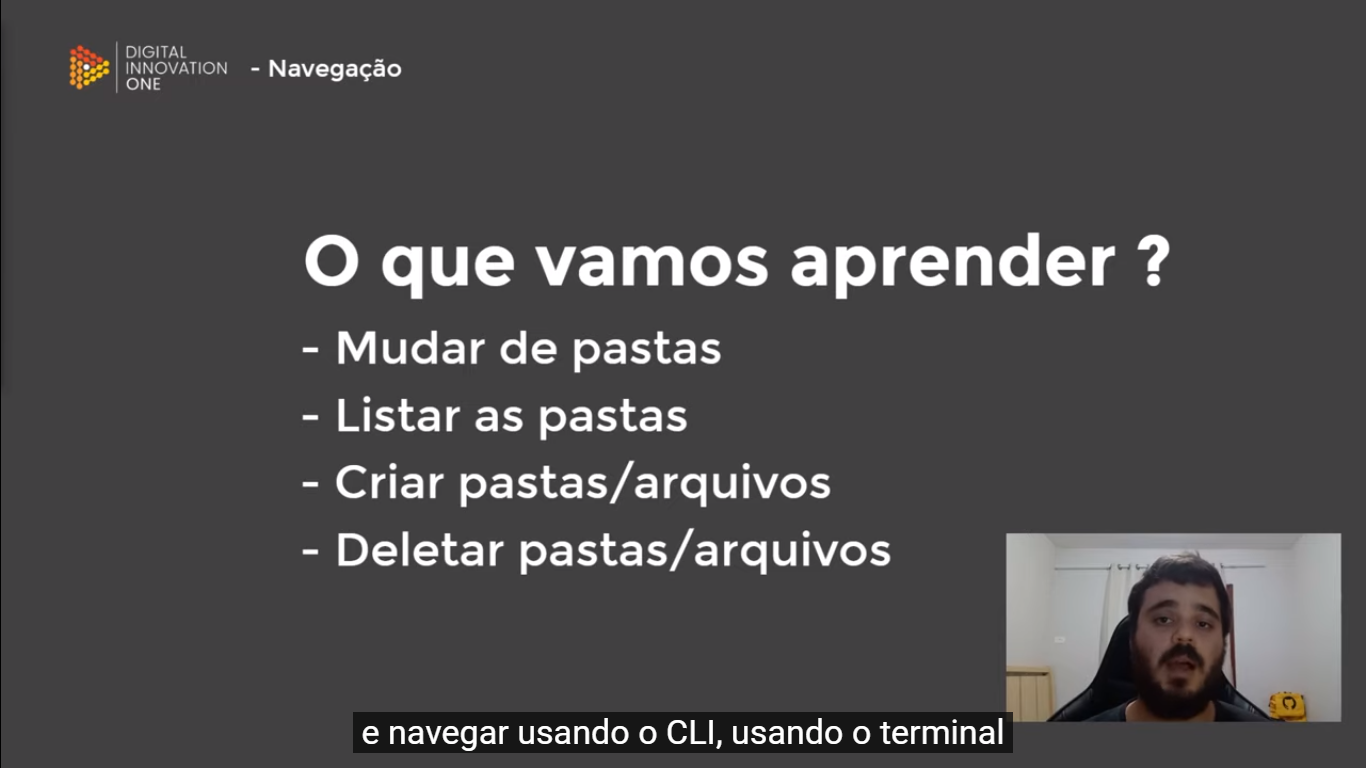 DIGITAL
INNOVATION
ONE
- Navegação
O que vamos aprender ?
- Mudar de pastas
- Listar as pastas
- Criar pastas/arquivos
- Deletar pastas/arquivos
e navegar usando o CLI, usando o terminal